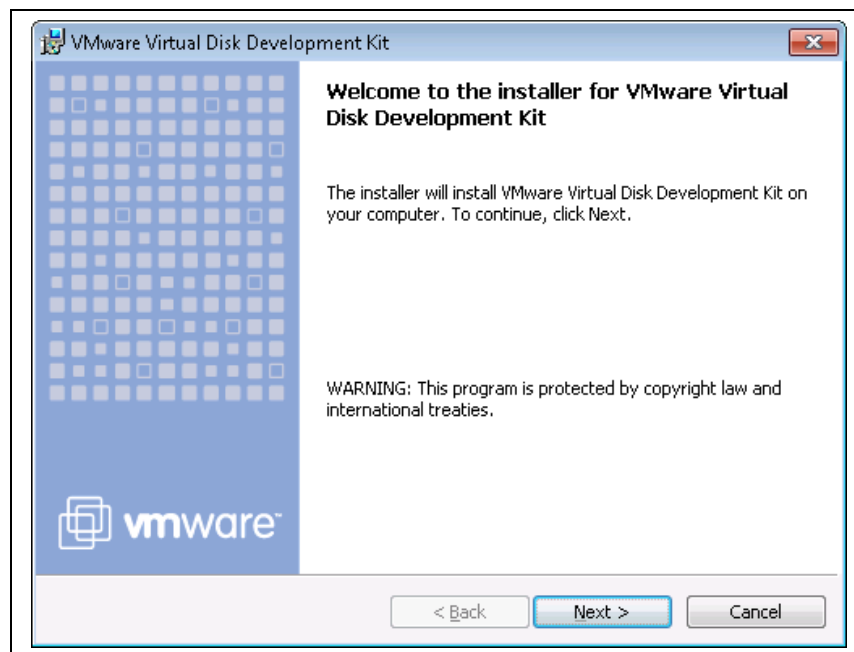 VMware Virtual Disk Development Kit
Welcome to the installer for VMware Virtual
Disk Development Kit
The installer will install VMware Virtual Disk Development Kit on
your computer. To continue, click Next.
WARNING: This program is protected by copyright law and
international treaties.
vmware™
< Back
Next >
Cancel